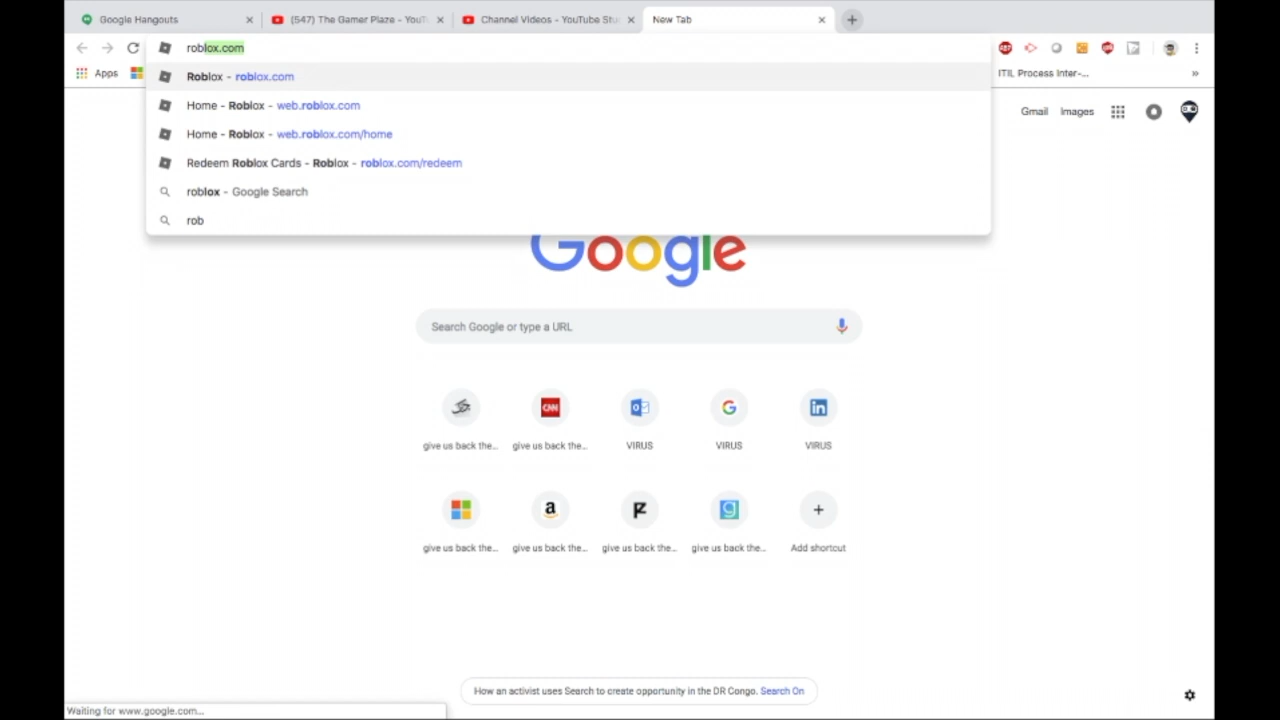 Google Hangouts
(547) The Gamer Plaze - YouT
Channel Videos - YouTube Stu
New Tab
roblox.com
Apps
ITIL Process Inter-...
»
Roblox - roblox.com
Home - Roblox - web.roblox.com
Home - Roblox - web.roblox.com/home
Redeem Roblox Cards - Roblox - roblox.com/redeem
roblox - Google Search
rob
Gmail
Images
Google
Search Google or type a URL
give us back the...
CNN
give us back the...
VIRUS
VIRUS
in
VIRUS
give us back the...
a
give us back the...
give us back the...
g
give us back the...
Add shortcut
How an activist uses Search to create opportunity in the DR Congo. Search On
Waiting for www.google.com...